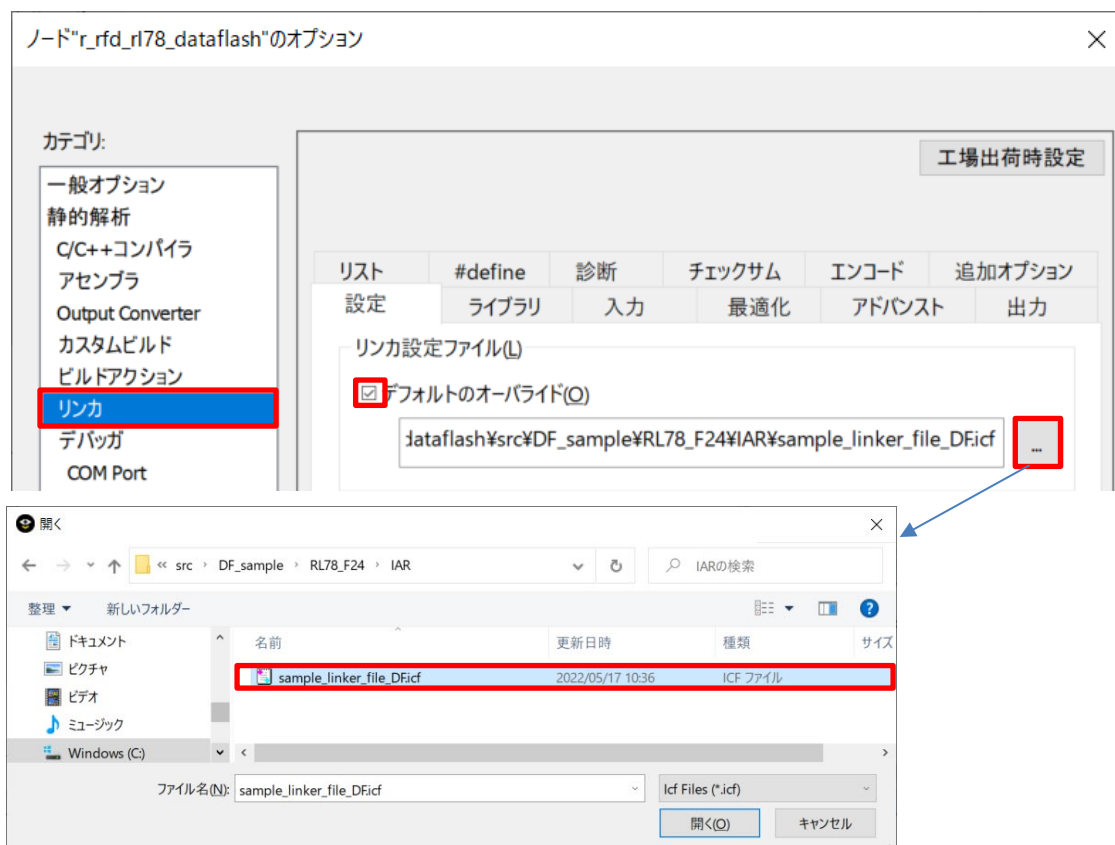 ノード"r_rfd_rl78_dataflash"のオプション
カテゴリ:
工場出荷時設定
一般オプション
静的解析
C/C++コンパイラ
アセンブラ
Output Converter
カスタムビルド
ビルドアクション
リンカ
デバッガ
COM Port
リスト #define 診断 チェックサム エンコード 追加オプション
設定 ライブラリ 入力 最適化 アドバンスト 出力
リンカ設定ファイル(L)
デフォルトのオーバライド(O)
dataflash¥src¥DF_sample¥RL78_F24¥IAR¥sample_linker_file_DF.icf
...
開く
« src › DF_sample › RL78_F24 › IAR
IARの検索
整理 新しいフォルダー
ドキュメント
ピクチャ
ビデオ
ミュージック
Windows (C:)
名前 更新日時 種類 サイズ
sample_linker_file_DF.icf 2022/05/17 10:36 ICF ファイル
ファイル名(N): sample_linker_file_DF.icf Icf Files (*.icf)
開く(O) キャンセル